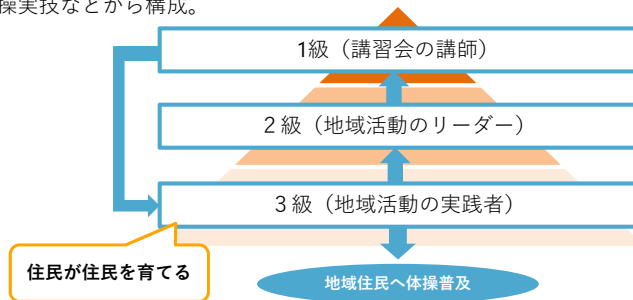 操実技などから構成。
1級（講習会の講師）
２級（地域活動のリーダー）
３級（地域活動の実践者）
住民が住民を育てる
地域住民へ体操普及